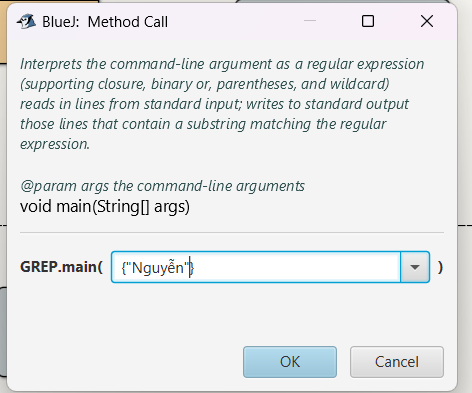 BlueJ: Method Call
Interprets the command-line argument as a regular expression
(supporting closure, binary or, parentheses, and wildcard)
reads in lines from standard input; writes to standard output
those lines that contain a substring matching the regular
expression.
@param args the command-line arguments
void main(String[] args)
GREP.main( {"Nguyễn"} )
OK Cancel